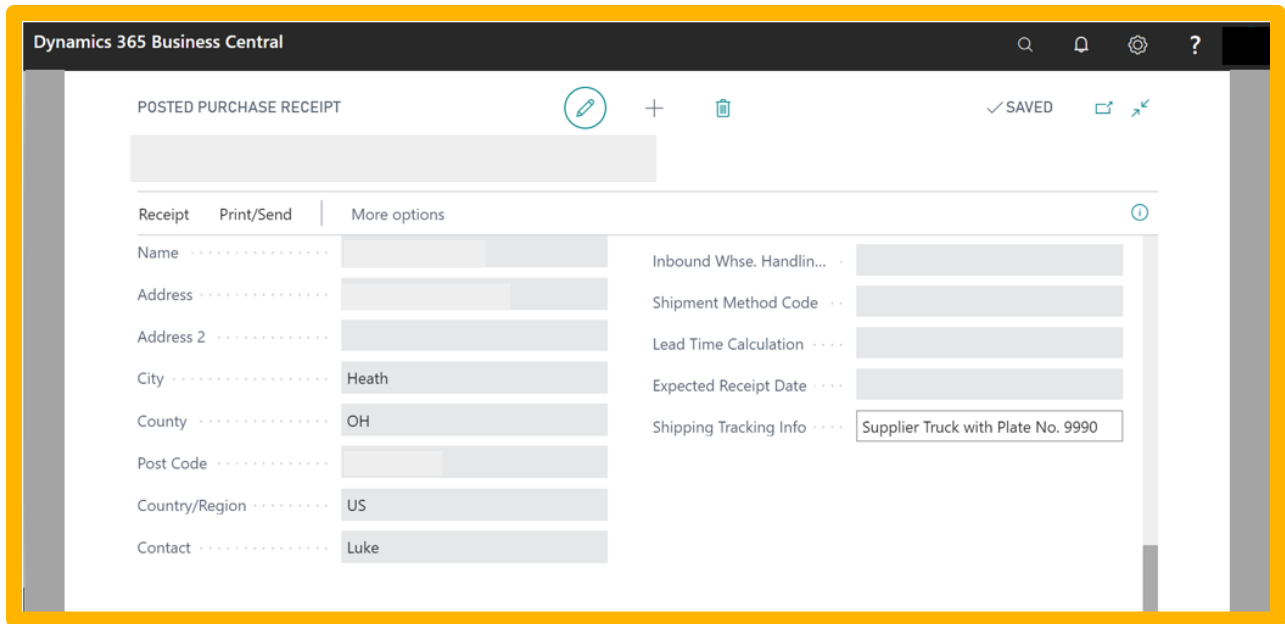 Dynamics 365 Business Central
?
POSTED PURCHASE RECEIPT
SAVED
Receipt Print/Send More options
Name
Address
Address 2
City Heath
County OH
Post Code
Country/Region US
Contact Luke
Inbound Whse. Handlin...
Shipment Method Code
Lead Time Calculation
Expected Receipt Date
Shipping Tracking Info Supplier Truck with Plate No. 9990